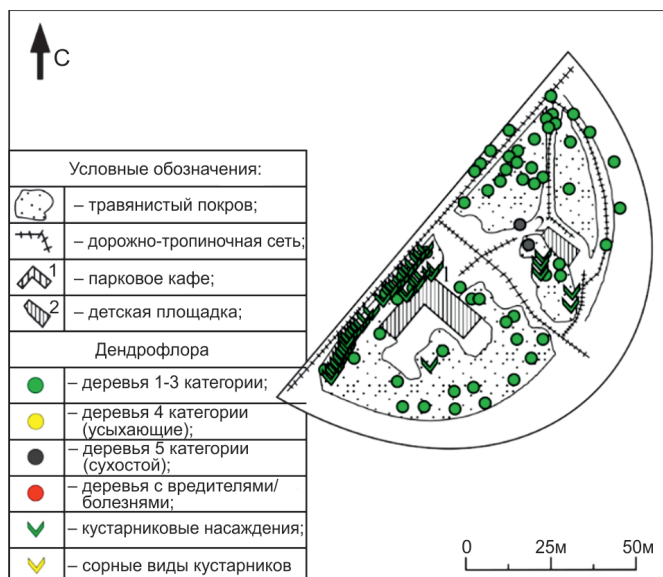 С
Условные обозначения:
– травянистый покров;
– дорожно-тропиночная сеть;
1 – парковое кафе;
2 – детская площадка;
Дендрофлора
– деревья 1-3 категории;
– деревья 4 категории
(усыхающие);
– деревья 5 категории
(сухостой);
– деревья с вредителями/
болезнями;
– кустарниковые насаждения;
– сорные виды кустарников
1
0 25м 50м